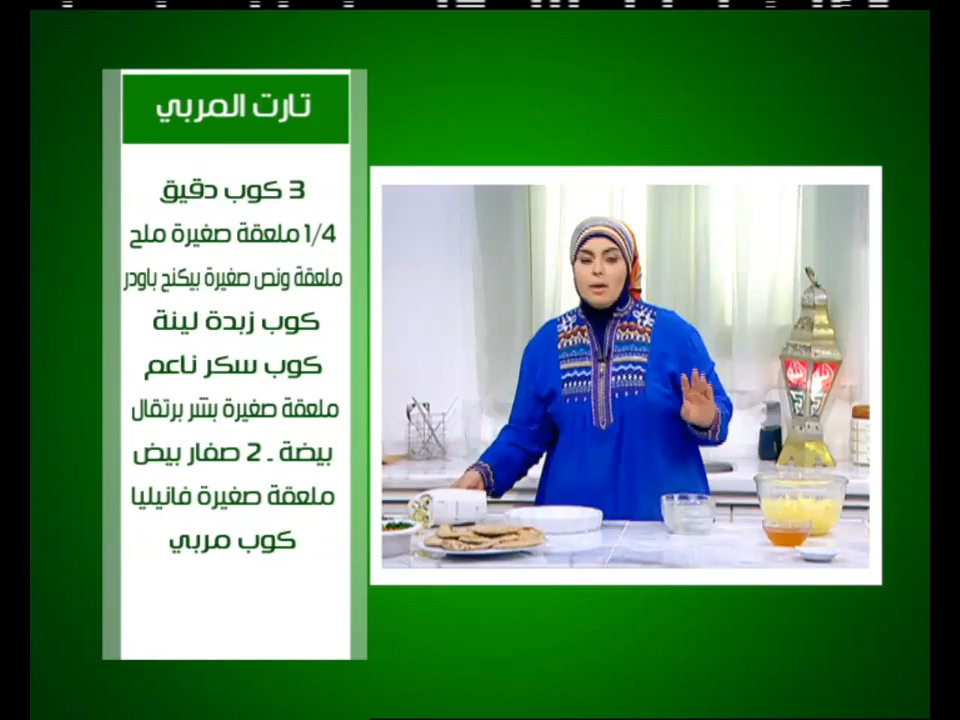 تارت المربي
3 كوب دقيق
1/4 ملعقة صغيرة ملح
ملعقة ونص صغيرة بيكنج باودر
كوب زبدة لينة
كوب سكر ناعم
ملعقة صغيرة بشر برتقال
بيضة - 2 صفار بيض
ملعقة صغيرة فانيليا
كوب مربي